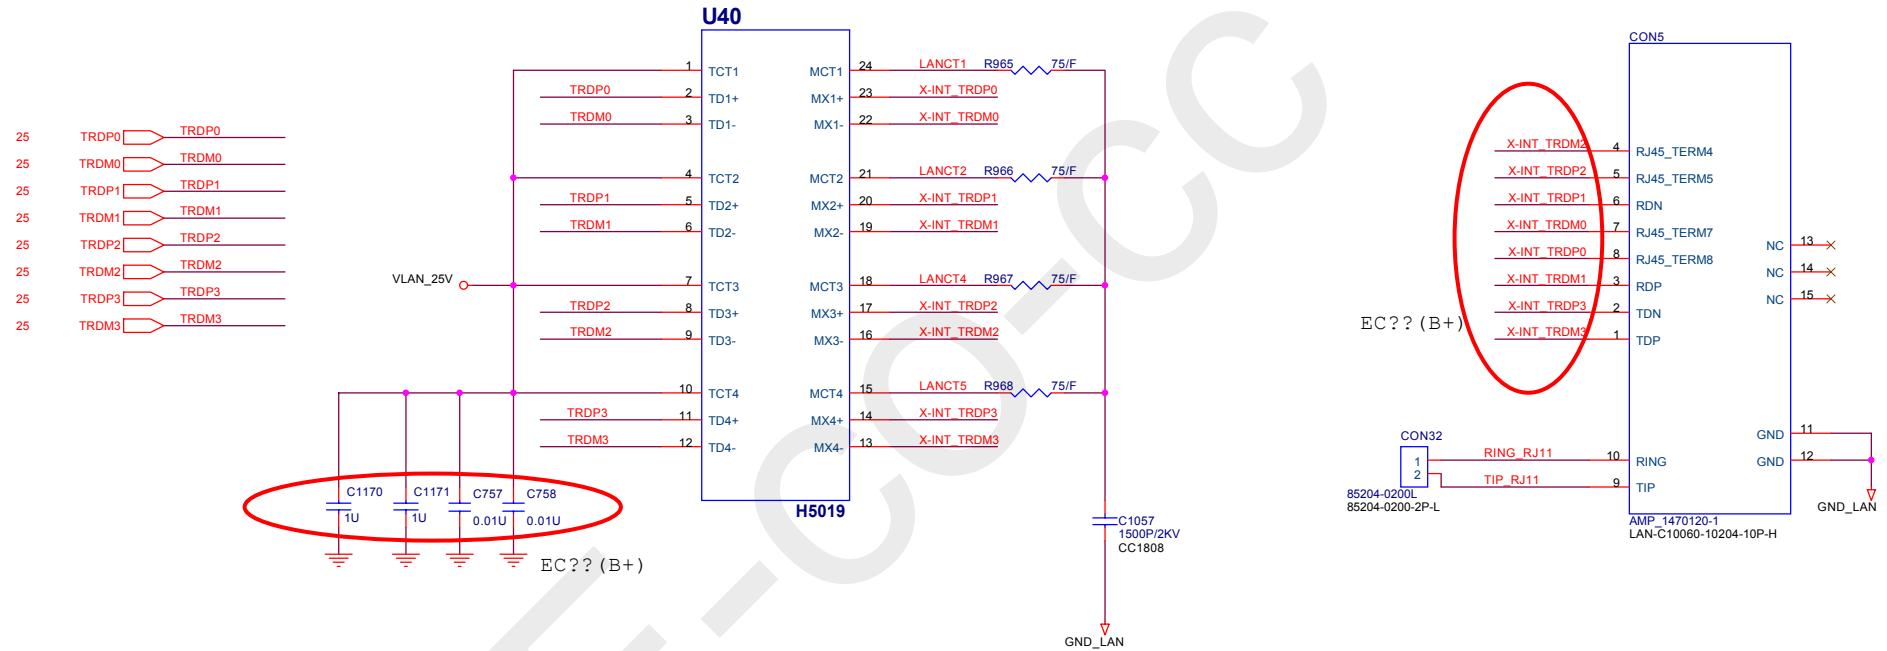 U40
H5019
1 TCT1 MCT1 24 LANCT1 R965 75/F
TRDP0 2 TD1+ MX1+ 23 X-INT_TRDP0
TRDM0 3 TD1- MX1- 22 X-INT_TRDM0
4 TCT2 MCT2 21 LANCT2 R966 75/F
TRDP1 5 TD2+ MX2+ 20 X-INT_TRDP1
TRDM1 6 TD2- MX2- 19 X-INT_TRDM1
VLAN_25V 7 TCT3 MCT3 18 LANCT4 R967 75/F
TRDP2 8 TD3+ MX3+ 17 X-INT_TRDP2
TRDM2 9 TD3- MX3- 16 X-INT_TRDM2
10 TCT4 MCT4 15 LANCT5 R968 75/F
TRDP3 11 TD4+ MX4+ 14 X-INT_TRDP3
TRDM3 12 TD4- MX4- 13 X-INT_TRDM3
25 TRDP0 TRDP0
25 TRDM0 TRDM0
25 TRDP1 TRDP1
25 TRDM1 TRDM1
25 TRDP2 TRDP2
25 TRDM2 TRDM2
25 TRDP3 TRDP3
25 TRDM3 TRDM3
C1170 C1171 C757 C758
1U 1U 0.01U 0.01U
EC??(B+)
C1057
1500P/2KV
CC1808
GND_LAN
CON5
X-INT_TRDM2 4 RJ45_TERM4
X-INT_TRDP2 5 RJ45_TERM5
X-INT_TRDP1 6 RDN
X-INT_TRDM0 7 RJ45_TERM7
X-INT_TRDP0 8 RJ45_TERM8
X-INT_TRDM1 3 RDP
X-INT_TRDP3 2 TDN
X-INT_TRDM3 1 TDP
NC 13
NC 14
NC 15
EC??(B+)
GND 11
GND 12
GND_LAN
CON32
1 RING_RJ11 10 RING
2 TIP_RJ11 9 TIP
85204-0200L
85204-0200-2P-L
AMP_1470120-1
LAN-C10060-10204-10P-H